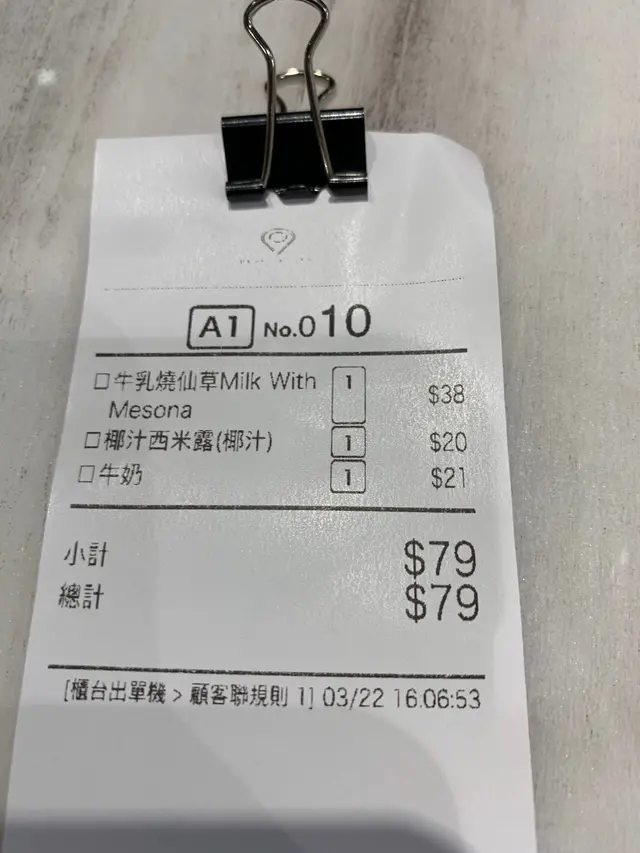 A1 No.010
□牛乳燒仙草Milk With 1 $38
Mesona
□椰汁西米露(椰汁) 1 $20
□牛奶 1 $21
小計 $79
總計 $79
[櫃台出單機 > 顧客聯規則 1] 03/22 16:06:53